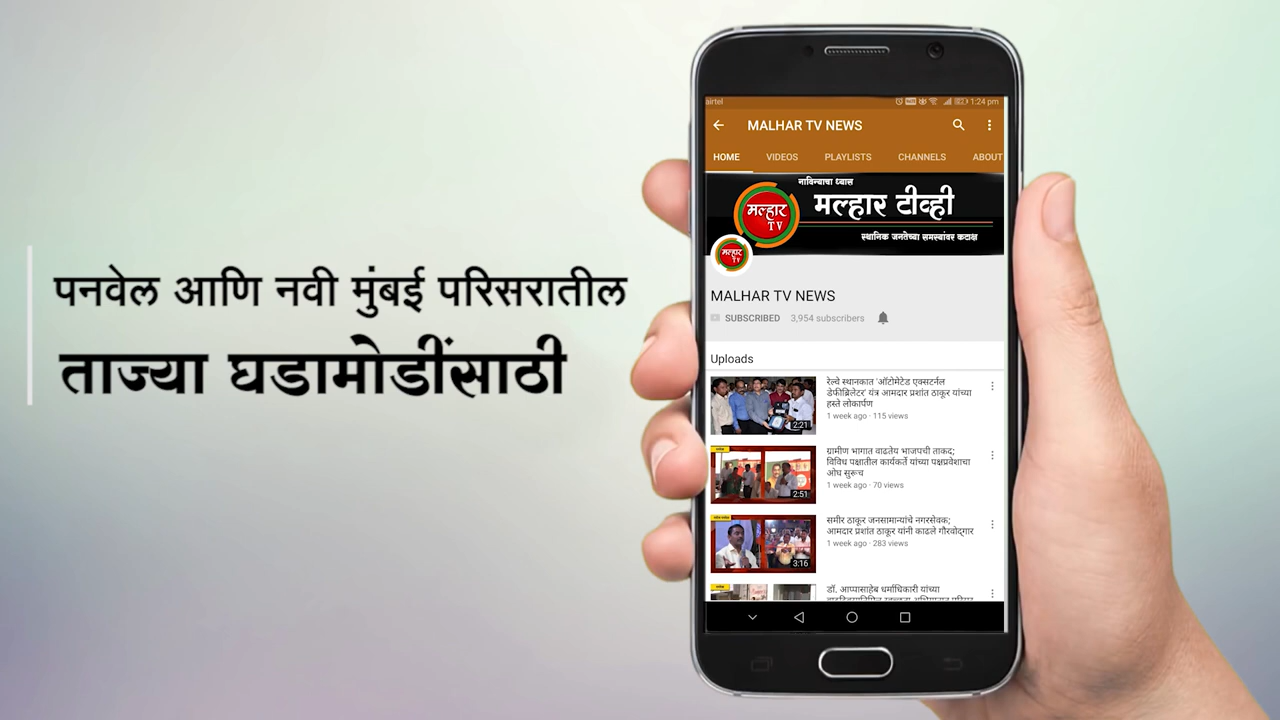 पनवेल आणि नवी मुंबई परिसरातील
ताज्या घडामोडींसाठी
airtel
1:24 pm
MALHAR TV NEWS
HOME VIDEOS PLAYLISTS CHANNELS ABOUT
नाविन्याचा ध्यास
मल्हार टीव्ही
स्थानिक जनतेच्या समस्यांवर कटाक्ष
मल्हार
TV
मल्हार
TV
MALHAR TV NEWS
SUBSCRIBED 3,954 subscribers
Uploads
रेल्वे स्थानकात 'ऑटोमेटेड एक्सटर्नल
डेफीब्रिलेटर' यंत्र आमदार प्रशांत ठाकूर यांच्या
हस्ते लोकार्पण
1 week ago · 115 views
2:21
ग्रामीण भागात वाढतेय भाजपची ताकद;
विविध पक्षातील कार्यकर्ते यांच्या पक्षप्रवेशाचा
ओघ सुरूच
1 week ago · 70 views
2:51
समीर ठाकूर जनसामान्यांचे नगरसेवक;
आमदार प्रशांत ठाकूर यांनी काढले गौरवोद्गार
1 week ago · 283 views
3:16
डॉ. आप्पासाहेब धर्माधिकारी यांच्या